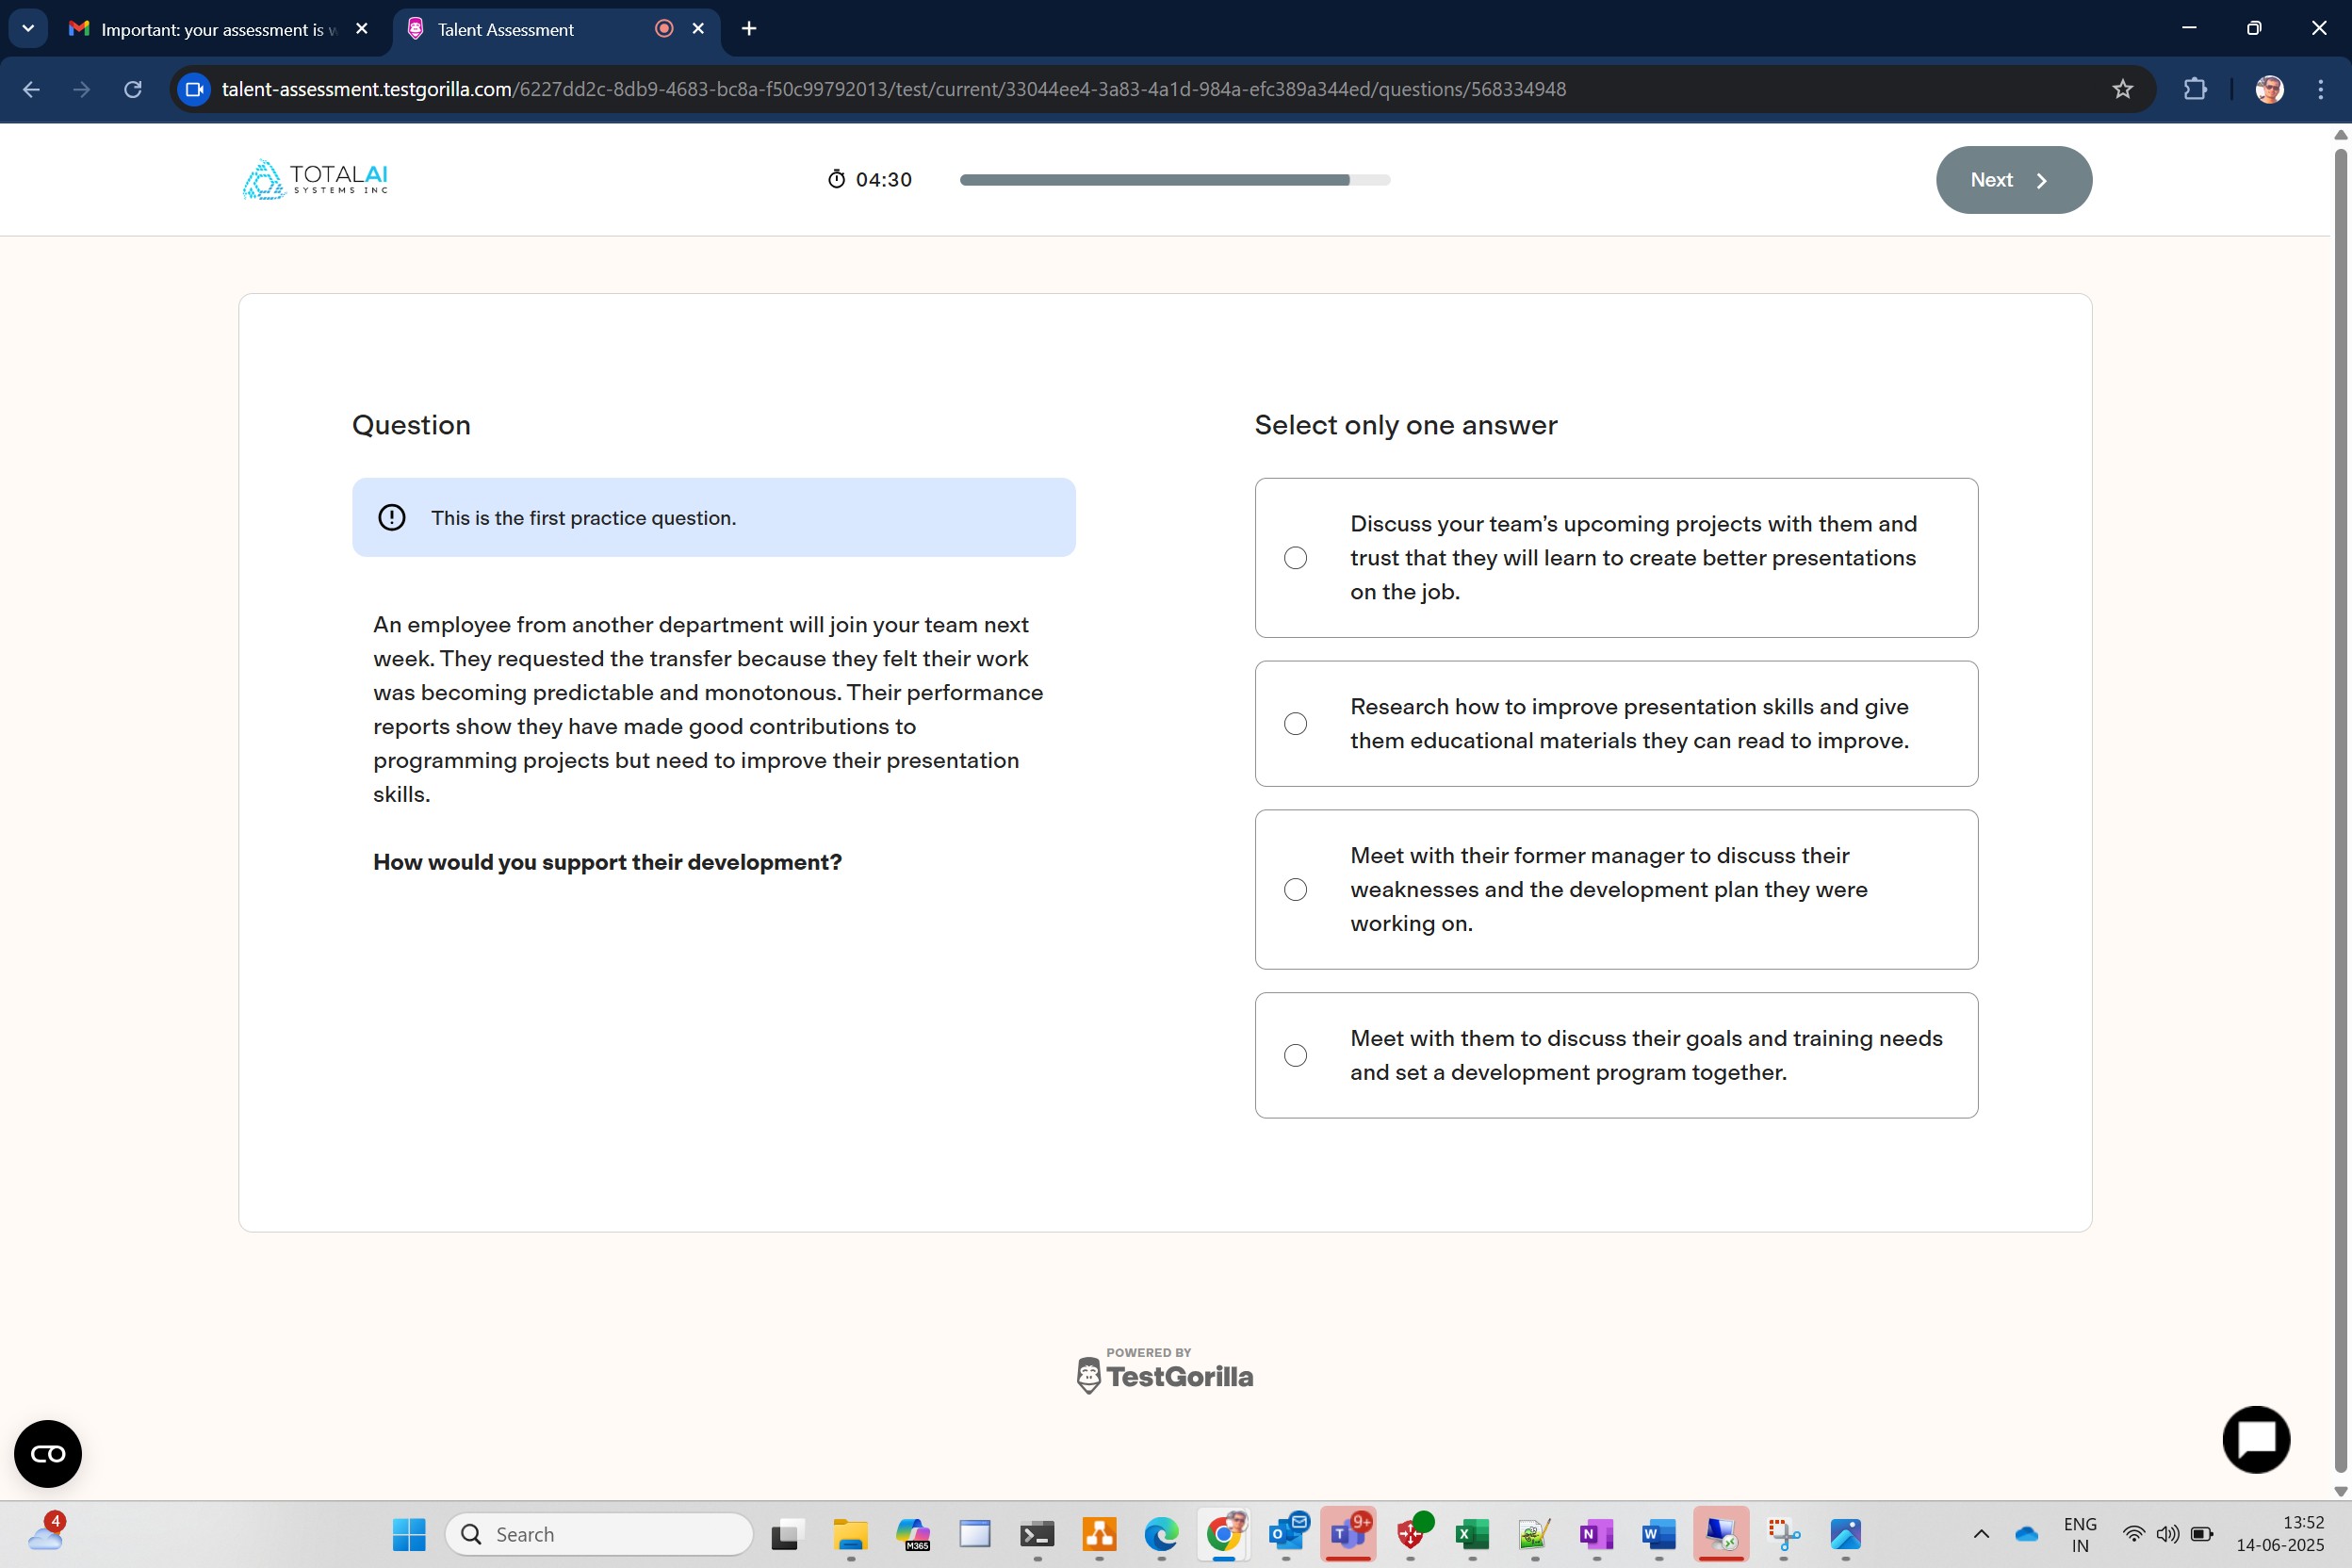 Important: your assessment is w
Talent Assessment
talent-assessment.testgorilla.com/6227dd2c-8db9-4683-bc8a-f50c99792013/test/current/33044ee4-3a83-4a1d-984a-efc389a344ed/questions/568334948
TOTALAI
SYSTEMS INC
04:30
Next
Question
This is the first practice question.
An employee from another department will join your team next
week. They requested the transfer because they felt their work
was becoming predictable and monotonous. Their performance
reports show they have made good contributions to
programming projects but need to improve their presentation
skills.
How would you support their development?
Select only one answer
Discuss your team’s upcoming projects with them and
trust that they will learn to create better presentations
on the job.
Research how to improve presentation skills and give
them educational materials they can read to improve.
Meet with their former manager to discuss their
weaknesses and the development plan they were
working on.
Meet with them to discuss their goals and training needs
and set a development program together.
POWERED BY
TestGorilla
4
Search
M365
9+
ENG
IN
13:52
14-06-2025